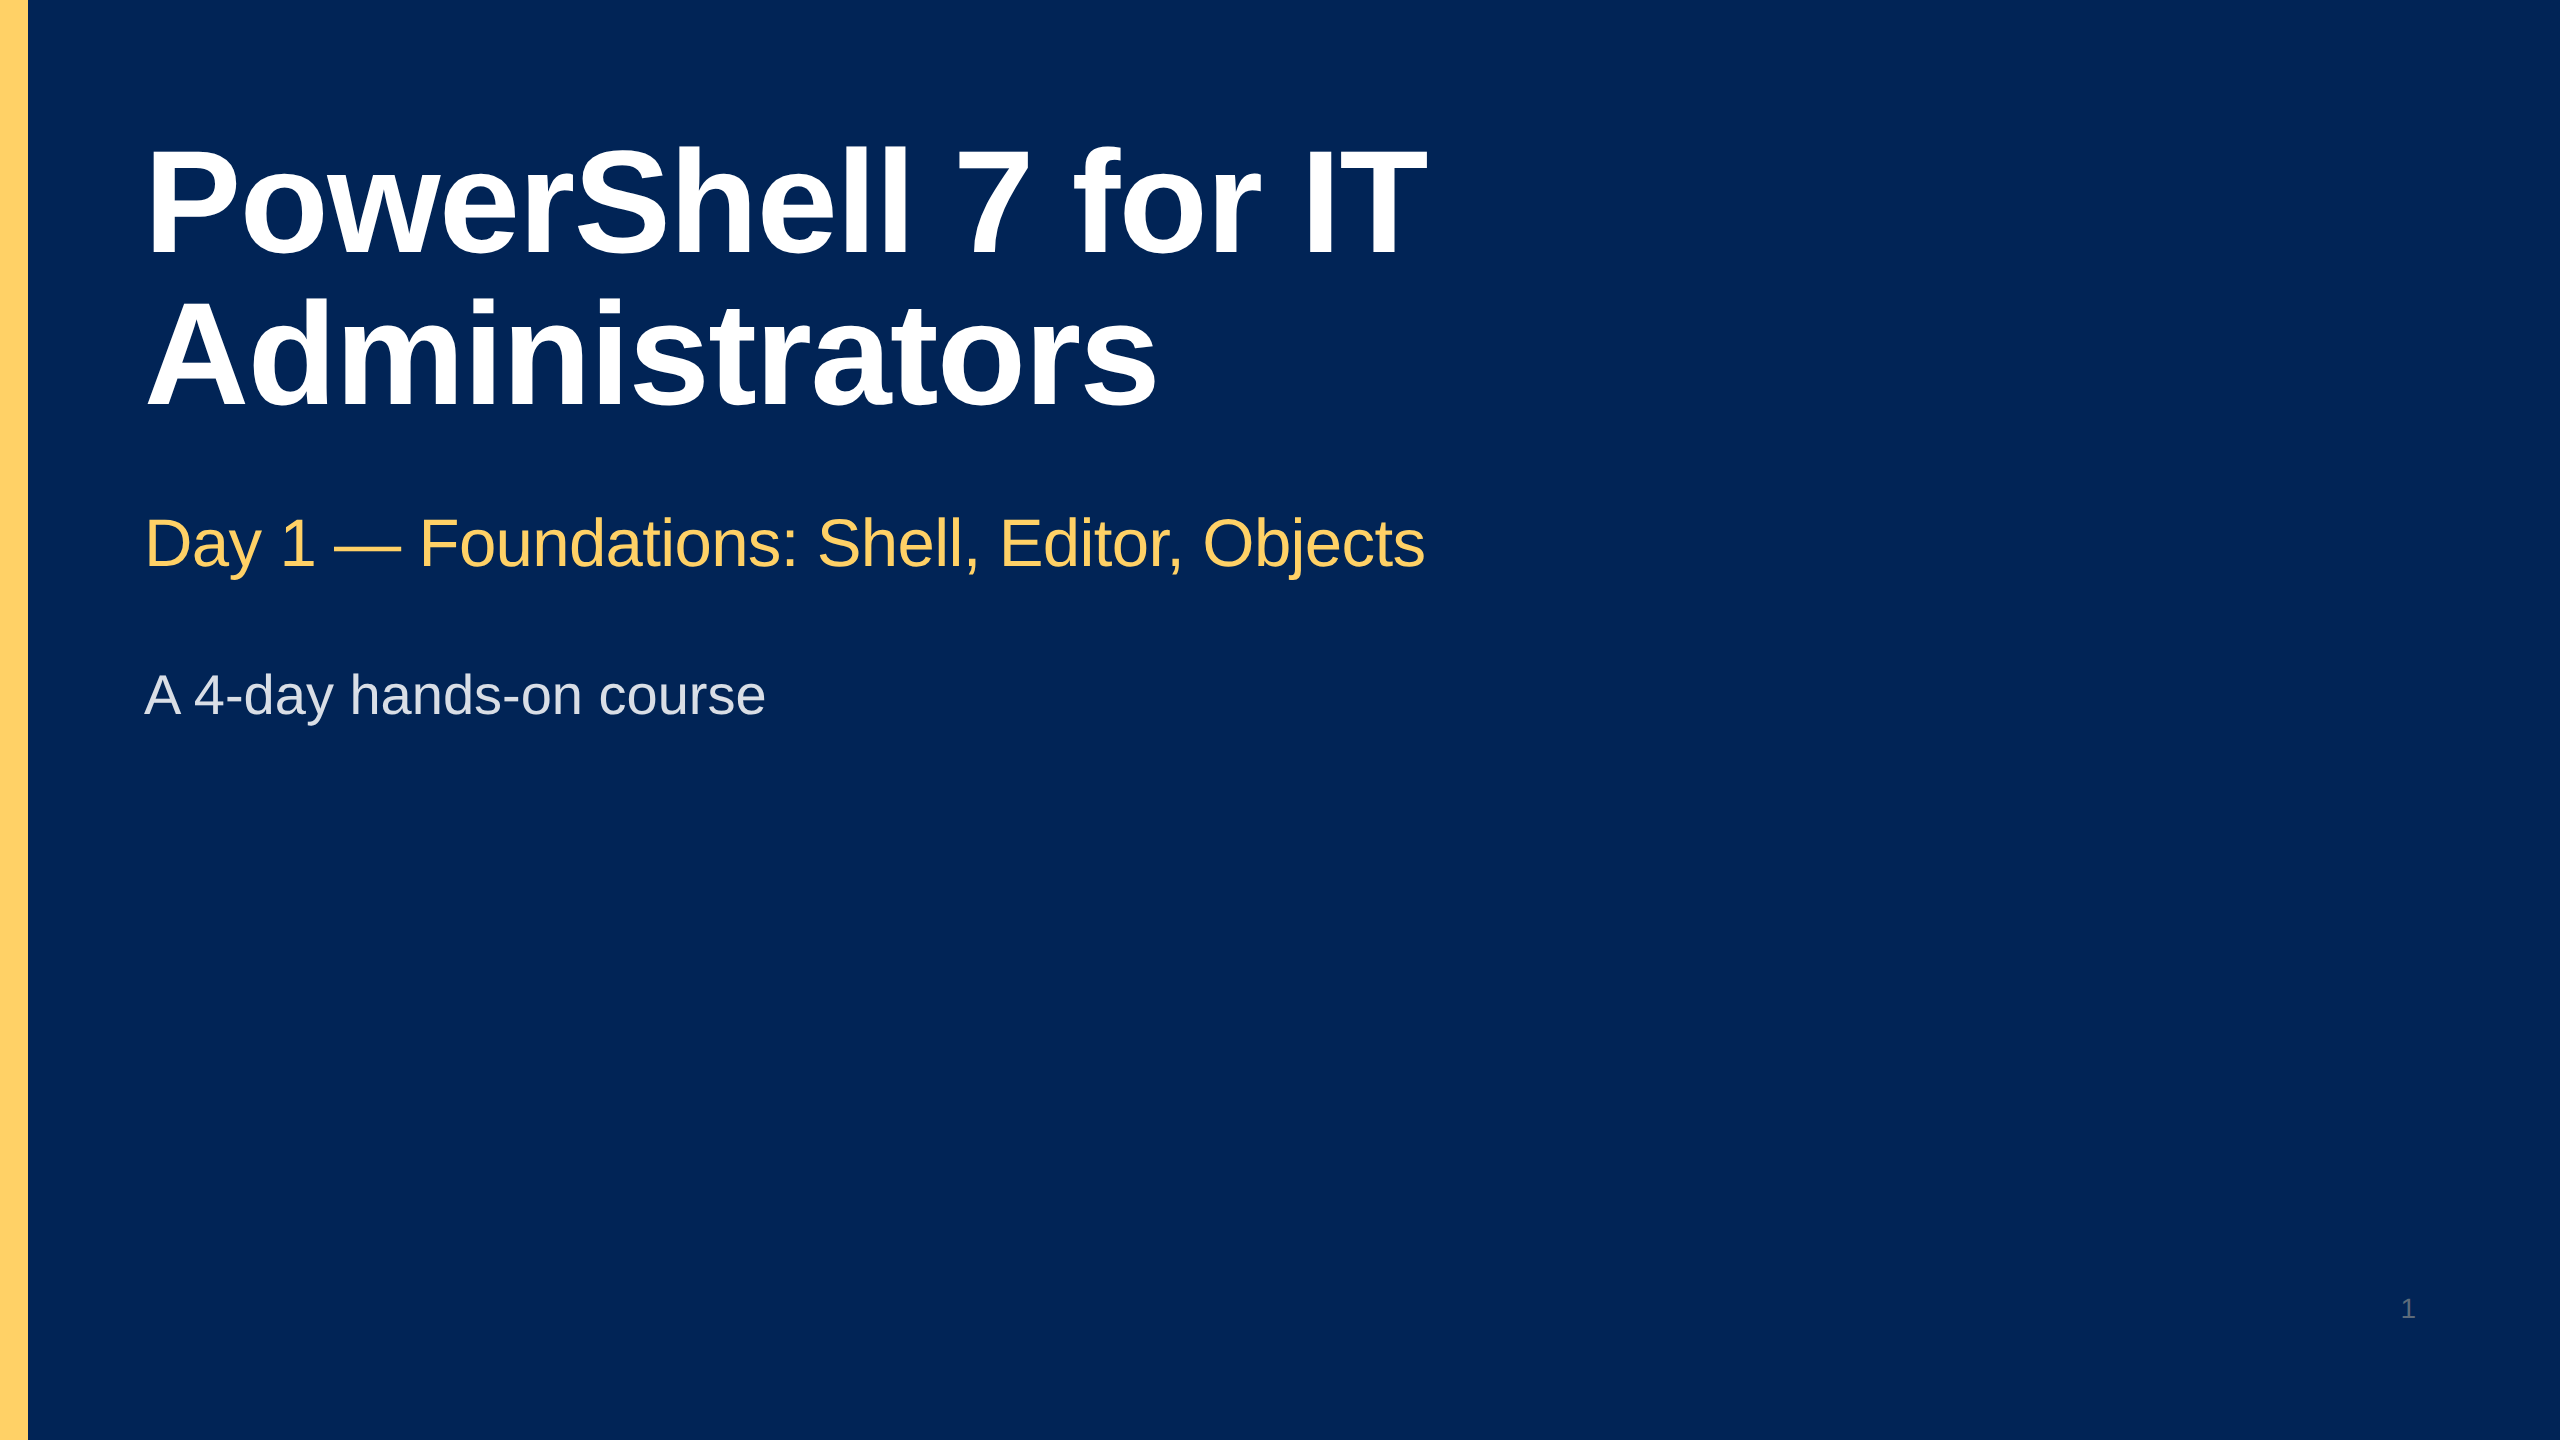 PowerShell 7 for IT
Administrators
Day 1 — Foundations: Shell, Editor, Objects
A 4-day hands-on course
1